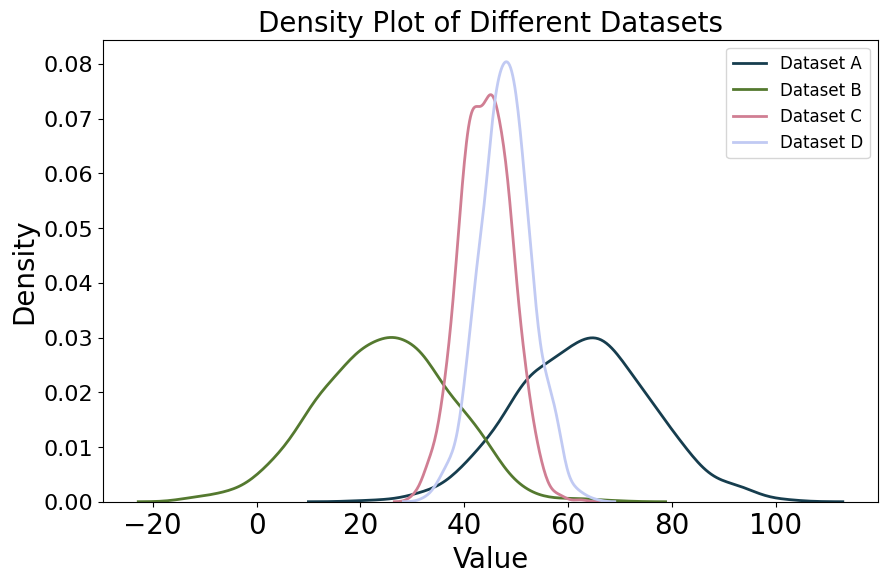 Density Plot of Different Datasets
Dataset A
Dataset B
Dataset C
Dataset D
Density
0.08
0.07
0.06
0.05
0.04
0.03
0.02
0.01
0.00
−20 0 20 40 60 80 100
Value